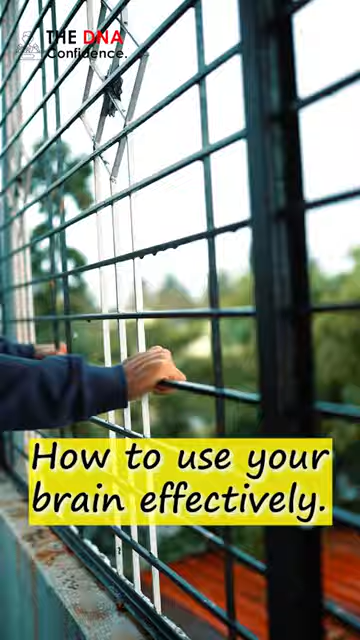 THE DNA
Confidence.
How to use your
brain effectively.